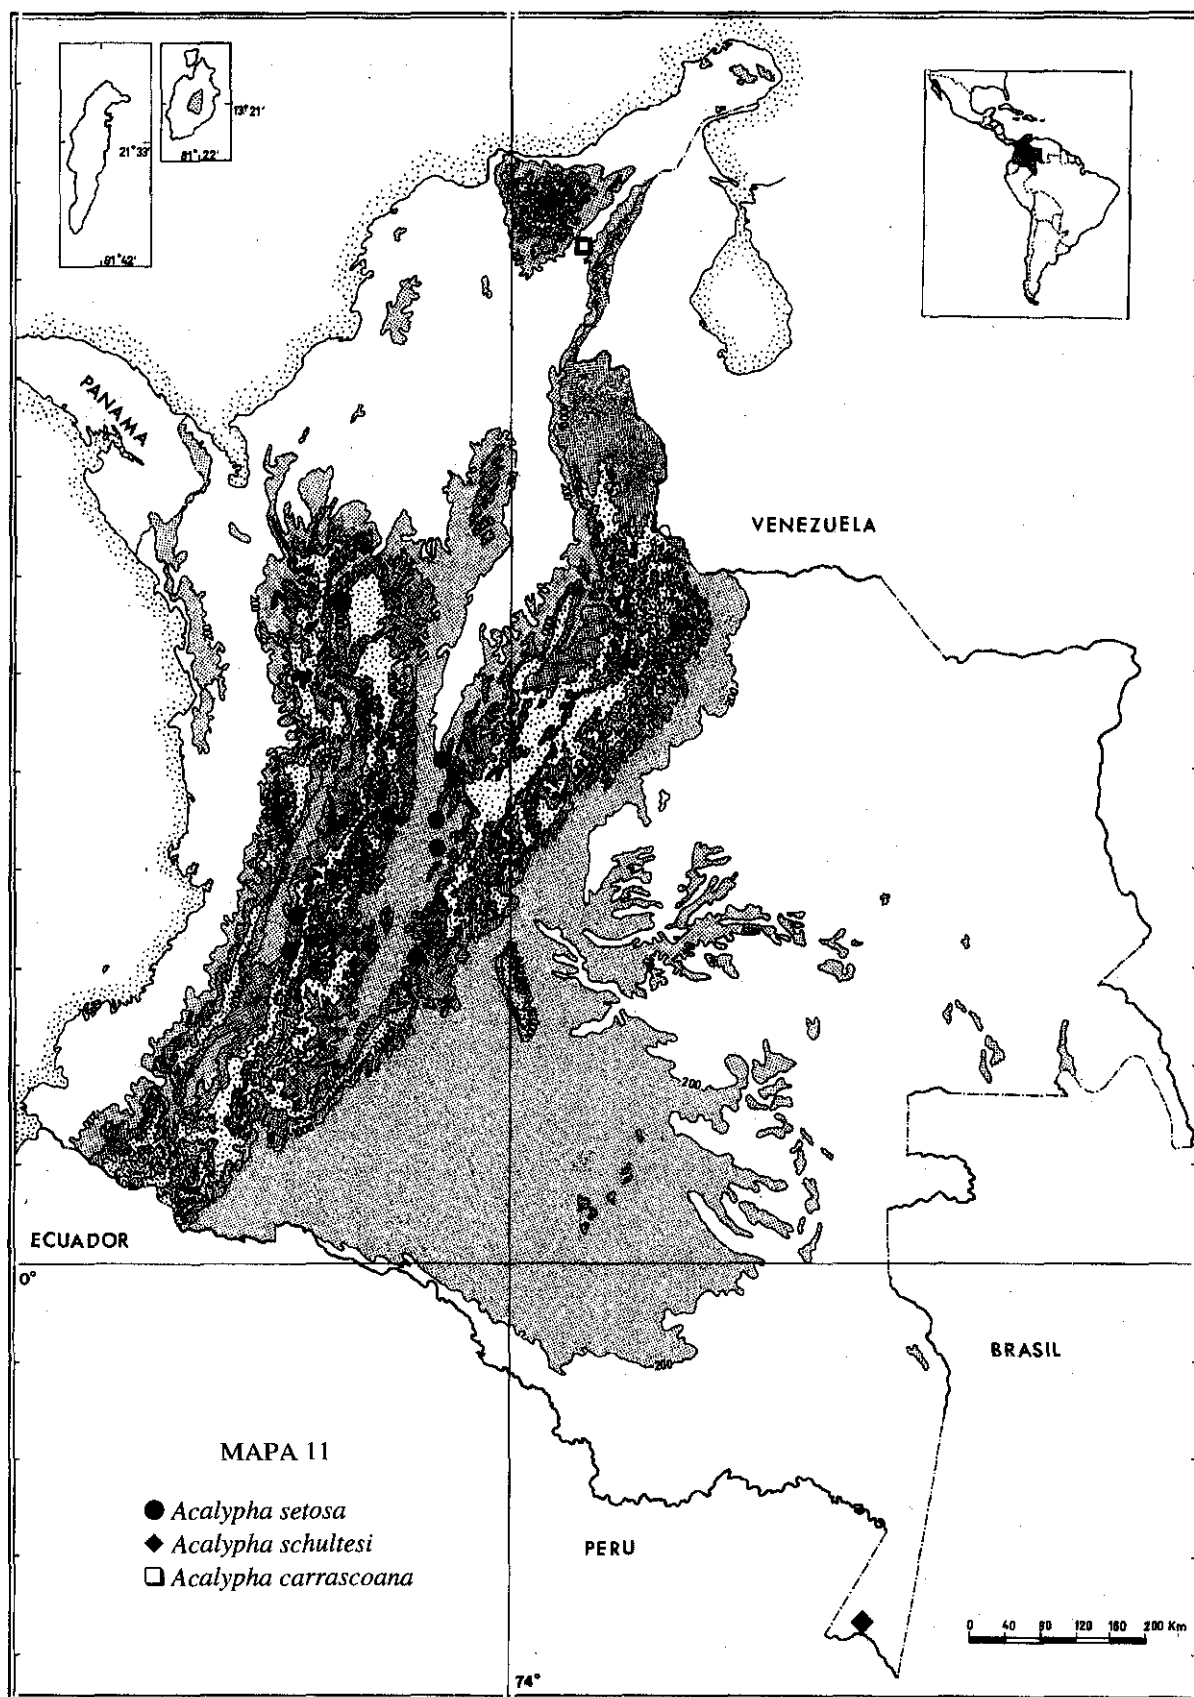 13° 21'
21° 33'
81° 22'
81° 42'
PANAMA
VENEZUELA
200
ECUADOR
0°
200
BRASIL
MAPA 11
Acalypha setosa
Acalypha schultesi
PERU
Acalypha carrascoana
0 40 80 120 160 200 Km
74°